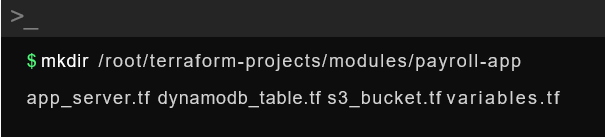 >_
$ mkdir /root/terraform-projects/modules/payroll-app
app_server.tf dynamodb_table.tf s3_bucket.tf variables.tf